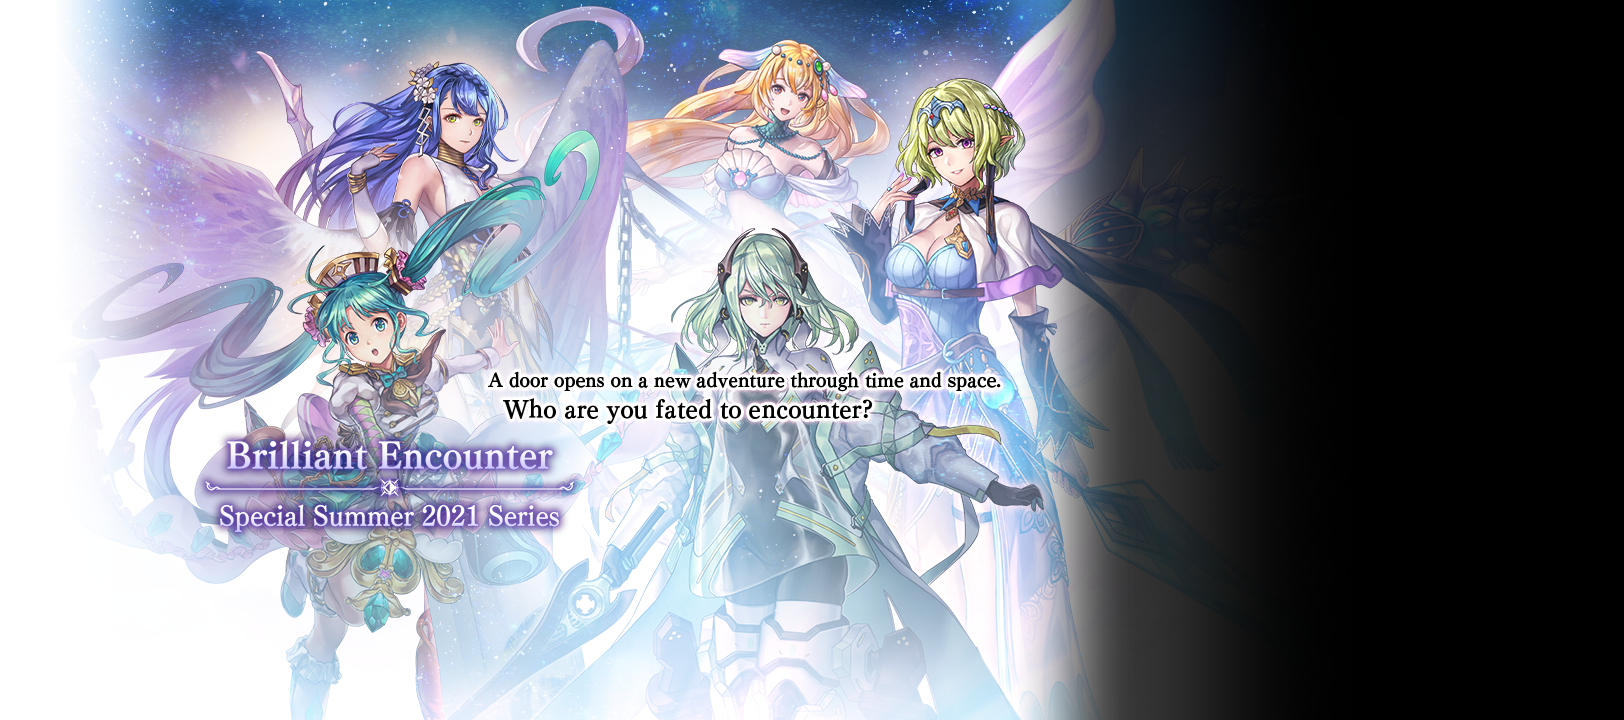 A door opens on a new adventure through time and space.
Who are you fated to encounter?
Brilliant Encounter
Special Summer 2021 Series